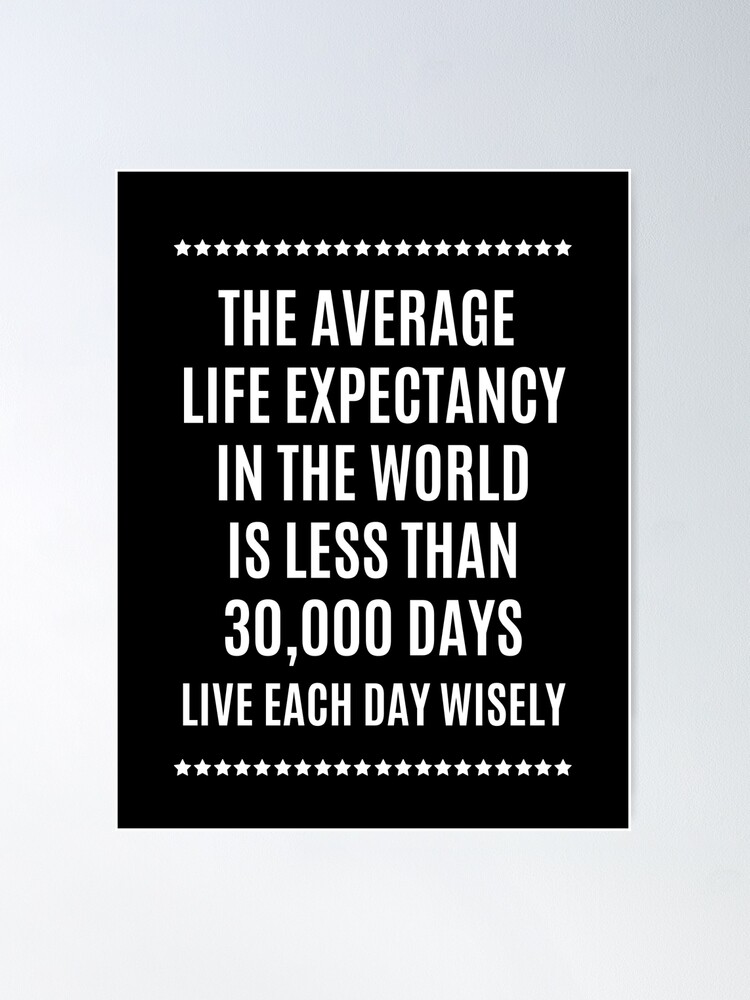 THE AVERAGE
LIFE EXPECTANCY
IN THE WORLD
IS LESS THAN
30,000 DAYS
LIVE EACH DAY WISELY